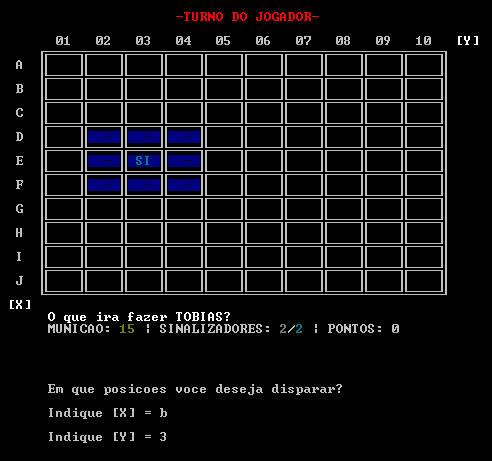 -TURNO DO JOGADOR-
01 02 03 04 05 06 07 08 09 10 [Y]
A
B
C
D - - -
E - SI -
F - - -
G
H
I
J
[X]
O que ira fazer TOBIAS?
MUNICAO: 15 ¦ SINALIZADORES: 2/2 ¦ PONTOS: 0
Em que posicoes voce deseja disparar?
Indique [X] = b
Indique [Y] = 3